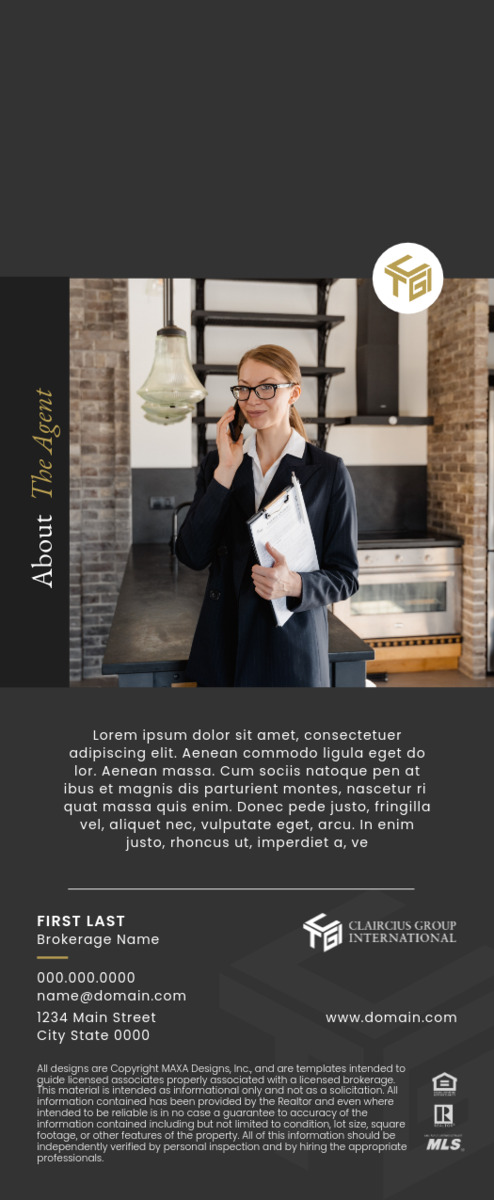 About The Agent
Lorem ipsum dolor sit amet, consectetuer
adipiscing elit. Aenean commodo ligula eget do
lor. Aenean massa. Cum sociis natoque pen at
ibus et magnis dis parturient montes, nascetur ri
quat massa quis enim. Donec pede justo, fringilla
vel, aliquet nec, vulputate eget, arcu. In enim
justo, rhoncus ut, imperdiet a, ve
FIRST LAST
Brokerage Name
000.000.0000
name@domain.com
1234 Main Street
City State 0000
CLAIRCIUS GROUP
INTERNATIONAL
www.domain.com
All designs are Copyright MAXA Designs, Inc., and are templates intended to
guide licensed associates properly associated with a licensed brokerage.
This material is intended as informational only and not as a solicitation. All
information contained has been provided by the Realtor and even where
intended to be reliable is in no case a guarantee to accuracy of the
information contained including but not limited to condition, lot size, square
footage, or other features of the property. All of this information should be
independently verified by personal inspection and by hiring the appropriate
professionals.
MLS